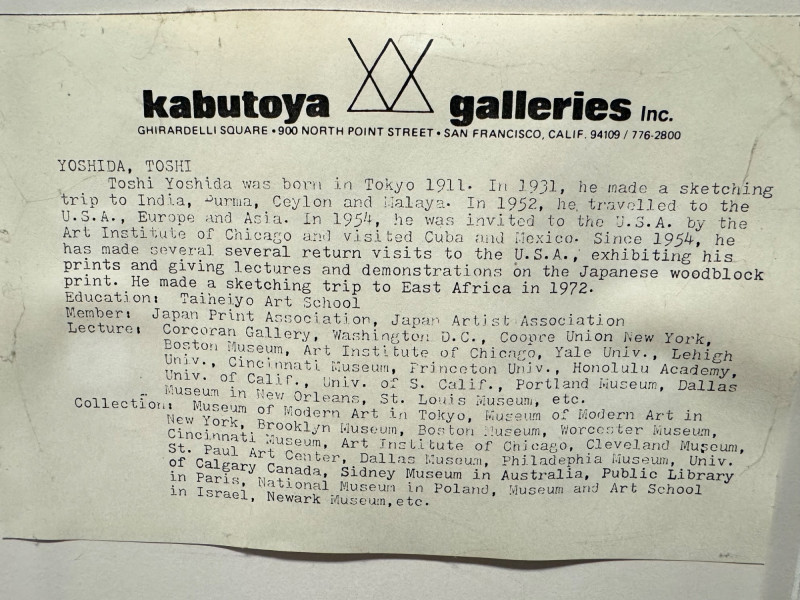 kabutoya galleries Inc.
GHIRARDELLI SQUARE • 900 NORTH POINT STREET • SAN FRANCISCO, CALIF. 94109 / 776-2800
YOSHIDA, TOSHI
Toshi Yoshida was born in Tokyo 1911. In 1931, he made a sketching
trip to India, Burma, Ceylon and Malaya. In 1952, he travelled to the
U.S.A., Europe and Asia. In 1954, he was invited to the U.S.A. by the
Art Institute of Chicago and visited Cuba and Mexico. Since 1954, he
has made several several return visits to the U.S.A., exhibiting his
prints and giving lectures and demonstrations on the Japanese woodblock
print. He made a sketching trip to East Africa in 1972.
Education: Taiheiyo Art School
Member: Japan Print Association, Japan Artist Association
Lecture: Corcoran Gallery, Washington D.C., Coopre Union New York,
Boston Museum, Art Institute of Chicago, Yale Univ., Lehigh
Univ., Cincinnati Museum, Princeton Univ., Honolulu Academy,
Univ. of Calif., Univ. of S. Calif., Portland Museum, Dallas
Museum in New Orleans, St. Louis Museum, etc.
Collection: Museum of Modern Art in Tokyo, Museum of Modern Art in
New York, Brooklyn Museum, Boston Museum, Worcester Museum,
Cincinnati Museum, Art Institute of Chicago, Cleveland Museum,
St. Paul Art Center, Dallas Museum, Philadephia Museum, Univ.
of Calgary Canada, Sidney Museum in Australia, Public Library
in Paris, National Museum in Poland, Museum and Art School
in Israel, Newark Museum, etc.